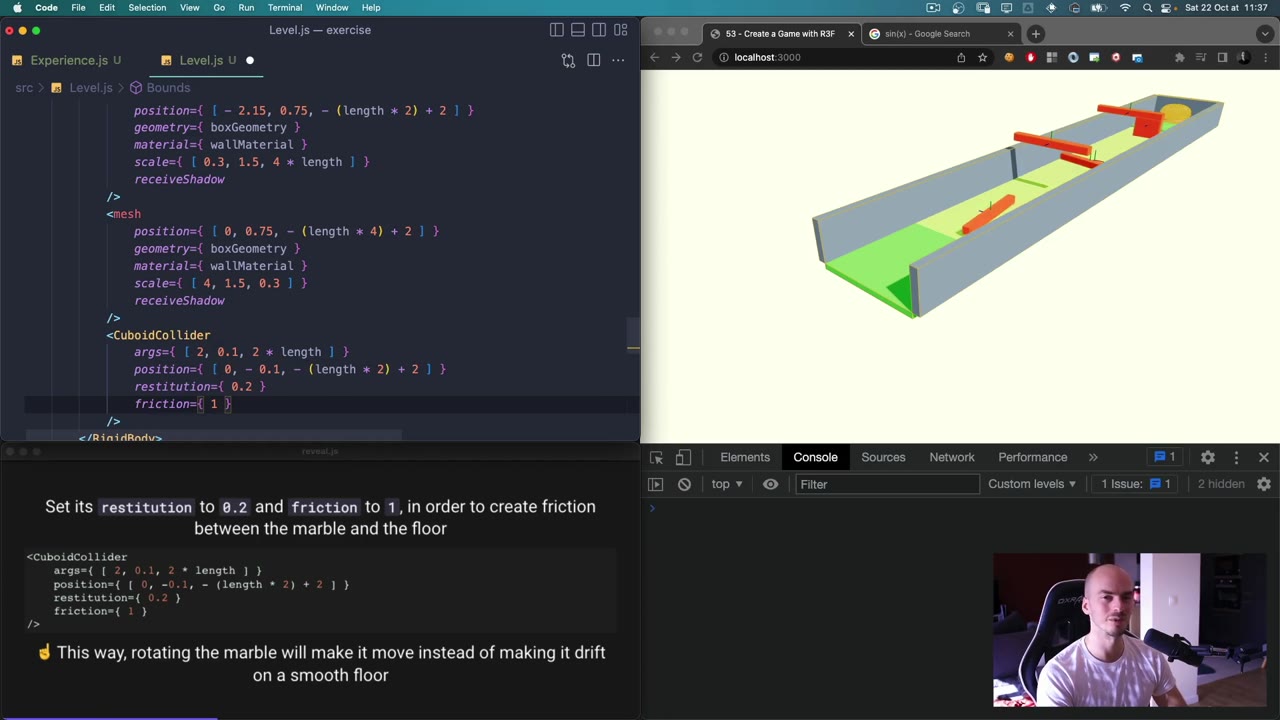 Code File Edit Selection View Go Run Terminal Window Help
Sat 22 Oct at 11:37
Level.js — exercise
Experience.js U
Level.js U
src > Level.js > Bounds
position={ [ - 2.15, 0.75, - (length * 2) + 2 ] }
geometry={ boxGeometry }
material={ wallMaterial }
scale={ [ 0.3, 1.5, 4 * length ] }
receiveShadow
/>
<mesh
position={ [ 0, 0.75, - (length * 4) + 2 ] }
geometry={ boxGeometry }
material={ wallMaterial }
scale={ [ 4, 1.5, 0.3 ] }
receiveShadow
/>
<CuboidCollider
args={ [ 2, 0.1, 2 * length ] }
position={ [ 0, - 0.1, - (length * 2) + 2 ] }
restitution={ 0.2 }
friction={ 1 }
/>
</RigidBody>
53 - Create a Game with R3F
sin(x) - Google Search
localhost:3000
reveal.js
Set its restitution to 0.2 and friction to 1, in order to create friction
between the marble and the floor
<CuboidCollider
args={ [ 2, 0.1, 2 * length ] }
position={ [ 0, -0.1, - (length * 2) + 2 ] }
restitution={ 0.2 }
friction={ 1 }
/>
☝️ This way, rotating the marble will make it move instead of making it drift
on a smooth floor
Elements Console Sources Network Performance » 1
top Filter Custom levels 1 Issue: 1 2 hidden
>